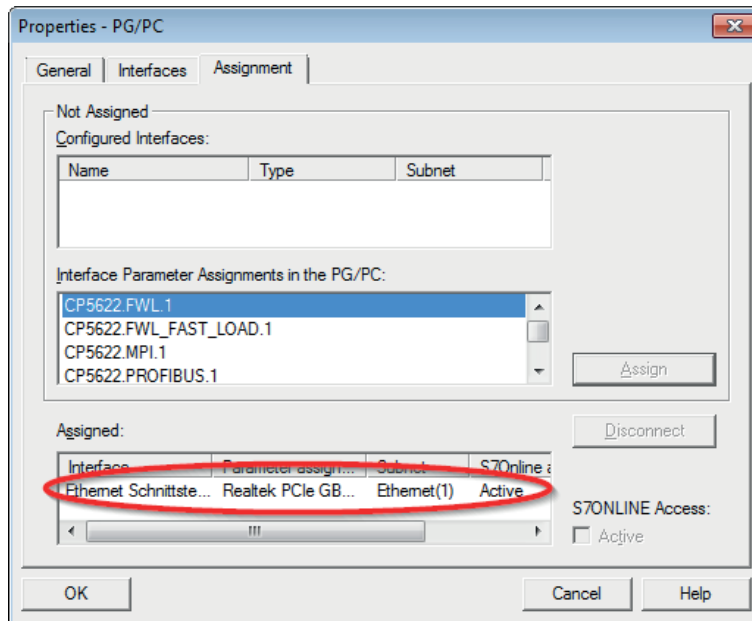 Properties - PG/PC
General Interfaces Assignment
Not Assigned
Configured Interfaces:
Name Type Subnet
Interface Parameter Assignments in the PG/PC:
CP5622.FWL.1
CP5622.FWL_FAST_LOAD.1
CP5622.MPI.1
CP5622.PROFIBUS.1
Assign
Assigned:
Disconnect
Interface Parameter assign... Subnet S7Online a
Ethernet Schnittste... Realtek PCIe GB... Ethernet(1) Active
S7ONLINE Access:
Active
OK Cancel Help